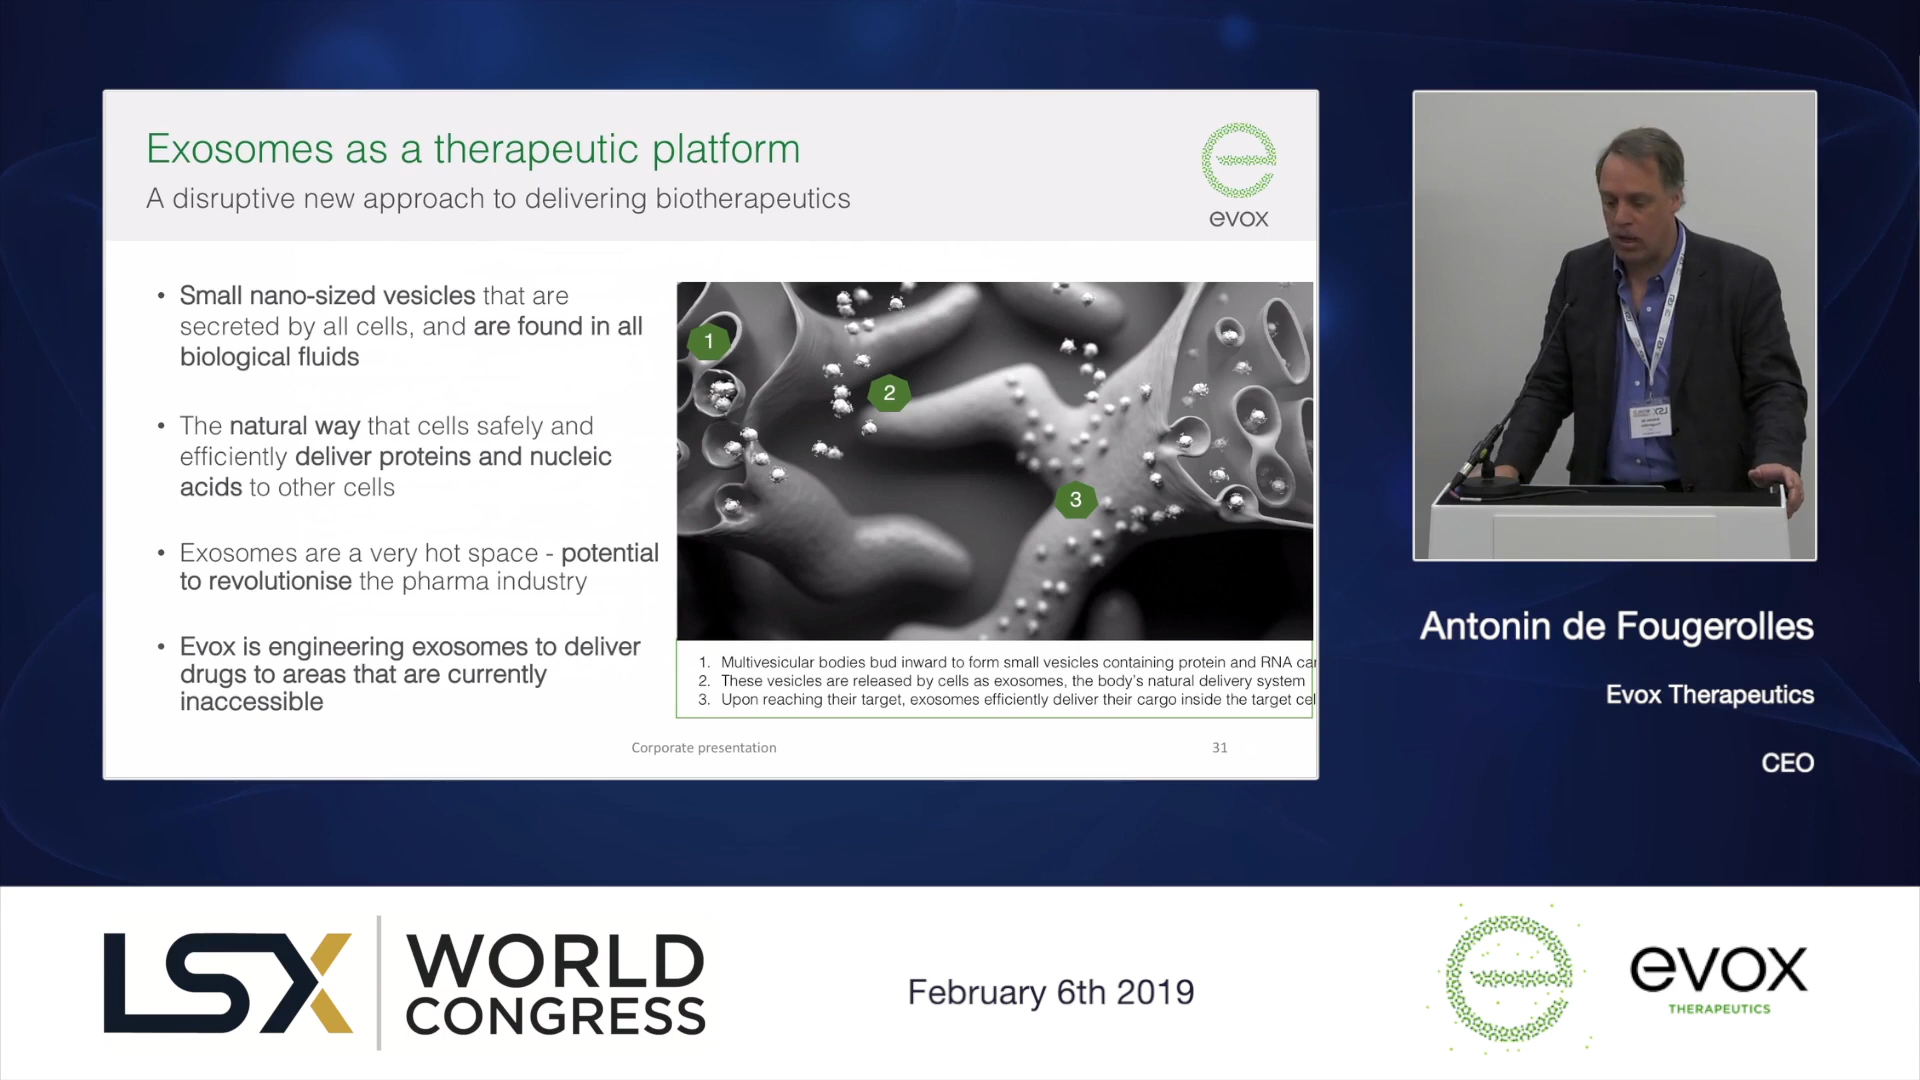 Exosomes as a therapeutic platform
A disruptive new approach to delivering biotherapeutics
evox
• Small nano-sized vesicles that are
secreted by all cells, and are found in all
biological fluids
• The natural way that cells safely and
efficiently deliver proteins and nucleic
acids to other cells
• Exosomes are a very hot space - potential
to revolutionise the pharma industry
• Evox is engineering exosomes to deliver
drugs to areas that are currently
inaccessible
1
2
3
1. Multivesicular bodies bud inward to form small vesicles containing protein and RNA car
2. These vesicles are released by cells as exosomes, the body's natural delivery system
3. Upon reaching their target, exosomes efficiently deliver their cargo inside the target cel
Corporate presentation
31
Antonin de Fougerolles
Evox Therapeutics
CEO
LSX
WORLD
CONGRESS
February 6th 2019
evox
THERAPEUTICS